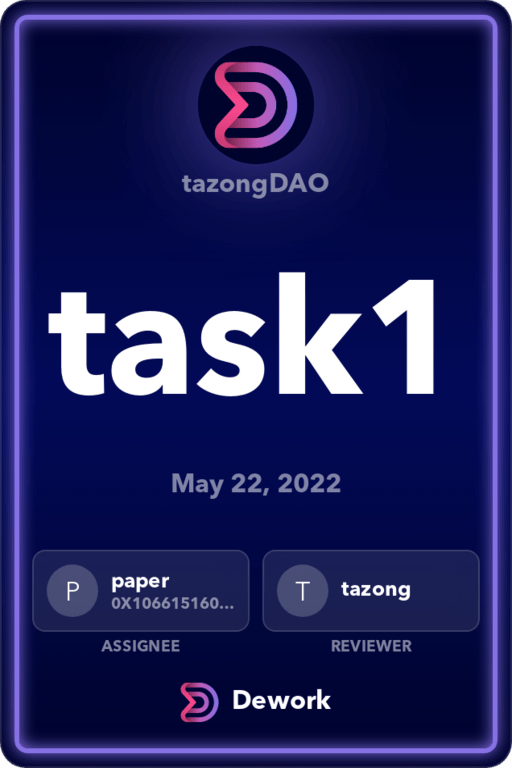 tazongDAO
task1
May 22, 2022
P
paper
0X106615160...
ASSIGNEE
T
tazong
REVIEWER
Dework